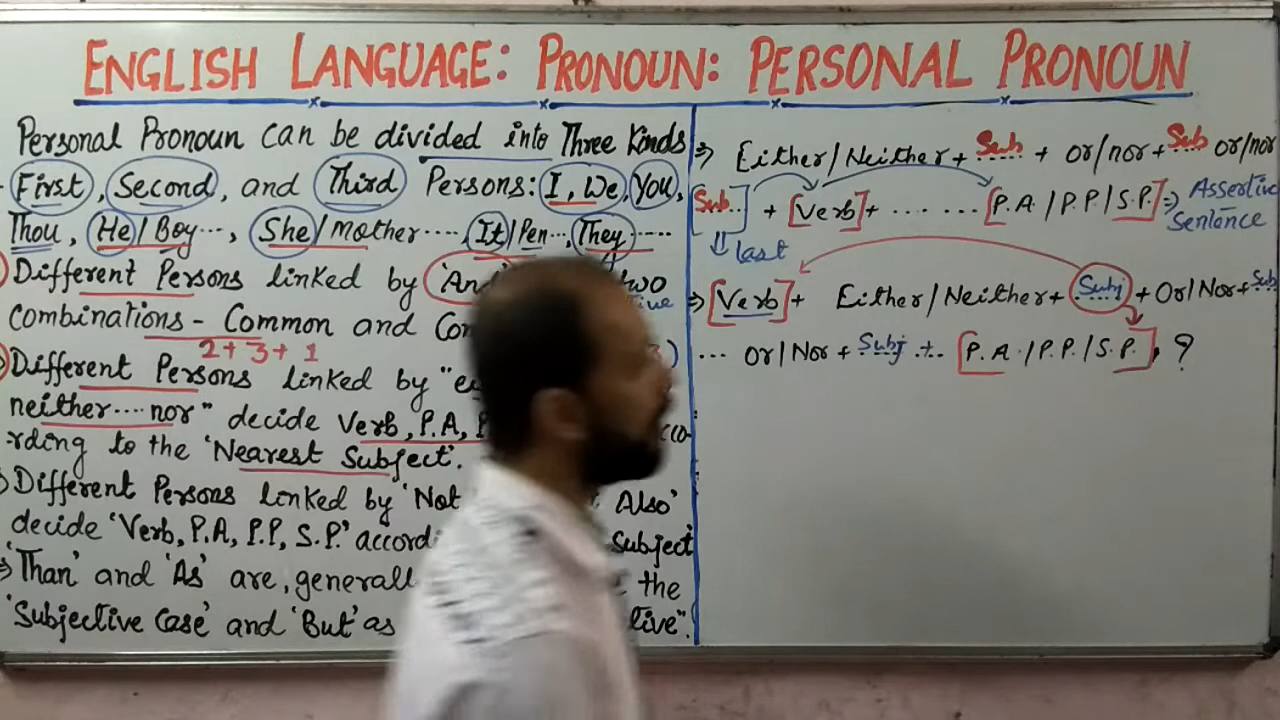 ENGLISH LANGUAGE: PRONOUN: PERSONAL PRONOUN
Personal Pronoun can be divided into Three Kinds
First, Second, and Third Persons: I, We, You,
Thou, He/Boy..., She/Mother...., It/Pen..., They.....
Different Persons linked by 'And' two
combinations - Common and
2+3+1
Different Persons linked by "
neither....nor" decide Verb, P.A,
rding to the 'Nearest Subject'.
Different Persons linked by 'Not Also'
decide 'Verb, P.A, P.P, S.P.' Subject
⇒ 'Than' and 'As' are, the
'Subjective Case' and 'But' as
⇒ Either/Neither + Sub..... + or/nor + Sub or/nor
Sub... + [Verb] + ....... [P.A./P.P./S.P.] ⇒ Assertive
Sentence
⇓ last
⇒ [Verb] + Either/Neither + Subj..... + Or/Nor + Sub
... or/Nor + Subj ... + [P.A./P.P./S.P.], ?